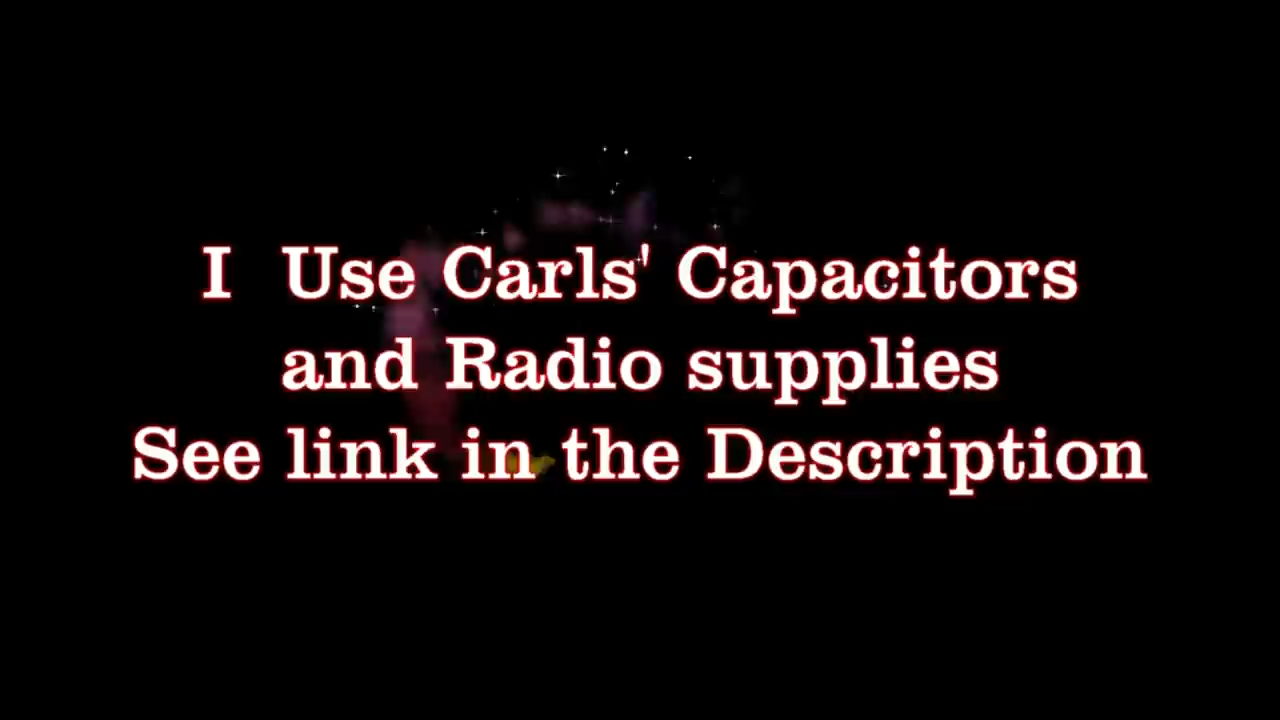 I  Use Carls' Capacitors
and Radio supplies
See link in the Description